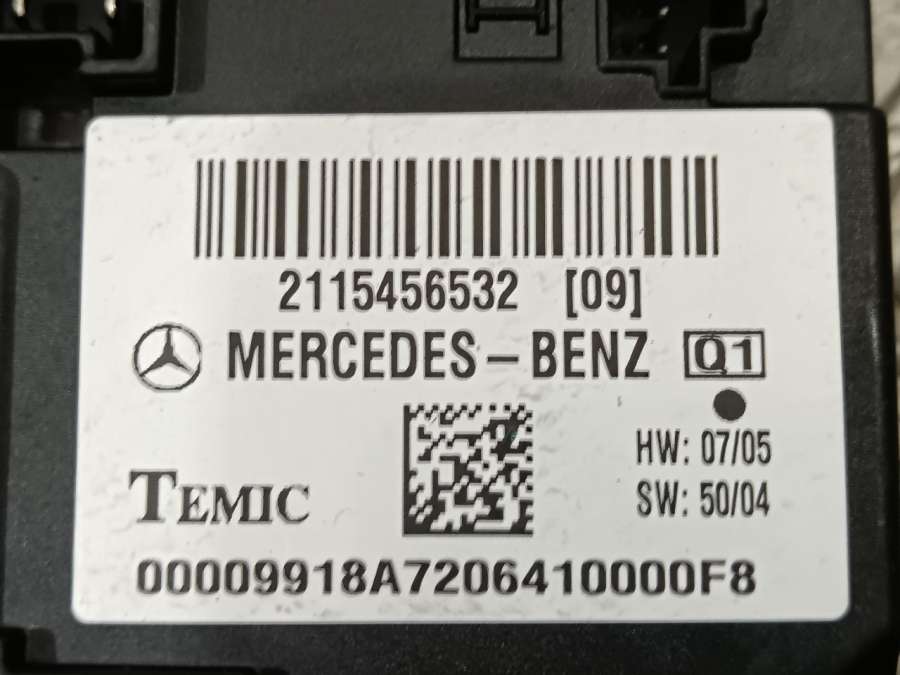 2115456532 [09]
MERCEDES-BENZ Q1
HW: 07/05
TEMIC SW: 50/04
00009918A7206410000F8